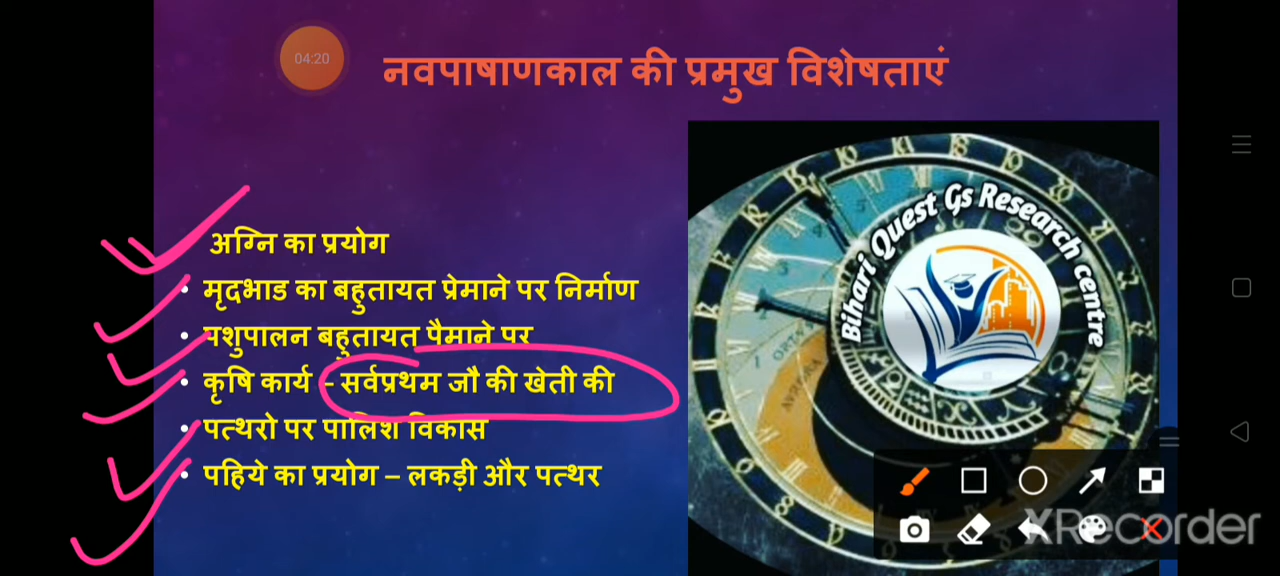 04:20
नवपाषाणकाल की प्रमुख विशेषताएं
अग्नि का प्रयोग
• मृदभाड का बहुतायत प्रेमाने पर निर्माण
• पशुपालन बहुतायत पैमाने पर
• कृषि कार्य – सर्वप्रथम जौ की खेती की
• पत्थरो पर पालिश विकास
• पहिये का प्रयोग – लकड़ी और पत्थर
Bihari Quest Gs Research centre
XRecorder